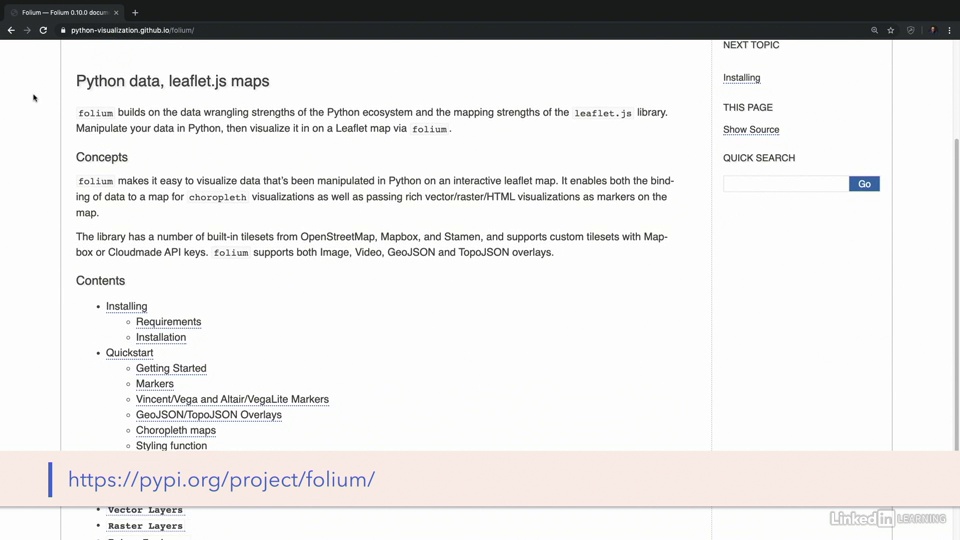 Folium — Folium 0.10.0 docum
python-visualization.github.io/folium/
Python data, leaflet.js maps
folium builds on the data wrangling strengths of the Python ecosystem and the mapping strengths of the leaflet.js library.
Manipulate your data in Python, then visualize it in on a Leaflet map via folium.
Concepts
folium makes it easy to visualize data that's been manipulated in Python on an interactive leaflet map. It enables both the bind-
ing of data to a map for choropleth visualizations as well as passing rich vector/raster/HTML visualizations as markers on the
map.
The library has a number of built-in tilesets from OpenStreetMap, Mapbox, and Stamen, and supports custom tilesets with Map-
box or Cloudmade API keys. folium supports both Image, Video, GeoJSON and TopoJSON overlays.
Contents
• Installing
◦ Requirements
◦ Installation
• Quickstart
◦ Getting Started
◦ Markers
◦ Vincent/Vega and Altair/VegaLite Markers
◦ GeoJSON/TopoJSON Overlays
◦ Choropleth maps
◦ Styling function
• Vector Layers
• Raster Layers
NEXT TOPIC
Installing
THIS PAGE
Show Source
QUICK SEARCH
Go
https://pypi.org/project/folium/
LinkedIn LEARNING